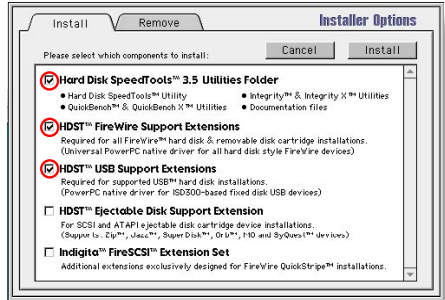 Install
Remove
Installer Options
Please select which components to install:
Cancel
Install
Hard Disk SpeedTools™ 3.5 Utilities Folder
• Hard Disk SpeedTools™ Utility • Integrity™ & Integrity X™ Utilities
• QuickBench™ & QuickBench X™ Utilities • Documentation files
HDST™ FireWire Support Extensions
Required for all FireWire™ hard disk & removable disk cartridge installations.
(Universal PowerPC native driver for all hard disk style FireWire devices)
HDST™ USB Support Extensions
Required for supported USB™ hard disk installations.
(PowerPC native driver for ISD300-based fixed disk USB devices)
HDST™ Ejectable Disk Support Extension
For SCSI and ATAPI ejectable disk cartridge device installations.
(Supports: Zip™, Jazz™, SuperDisk™, Orb™, MO and SyQuest™ devices)
Indigita™ FireSCSI™ Extension Set
Additional extensions exclusively designed for FireWire QuickStripe™ installations.